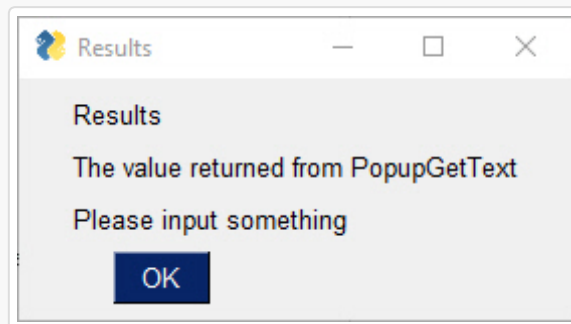 Results
Results
The value returned from PopupGetText
Please input something
OK